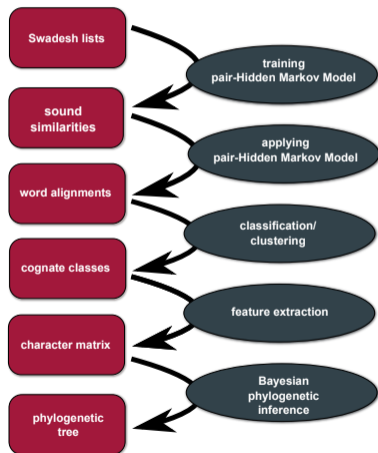 Swadesh lists
training
pair-Hidden Markov Model
sound
similarities
applying
pair-Hidden Markov Model
word alignments
classification/
clustering
cognate classes
feature extraction
character matrix
Bayesian
phylogenetic
inference
phylogenetic
tree